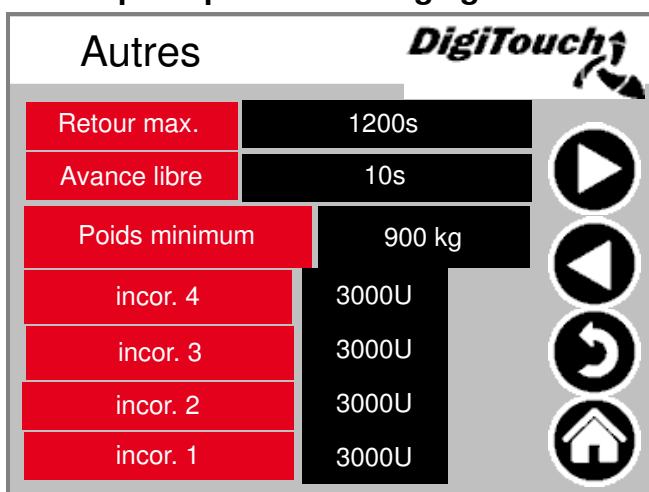 Autres
DigiTouch
Retour max. 1200s
Avance libre 10s
Poids minimum 900 kg
incor. 4 3000U
incor. 3 3000U
incor. 2 3000U
incor. 1 3000U